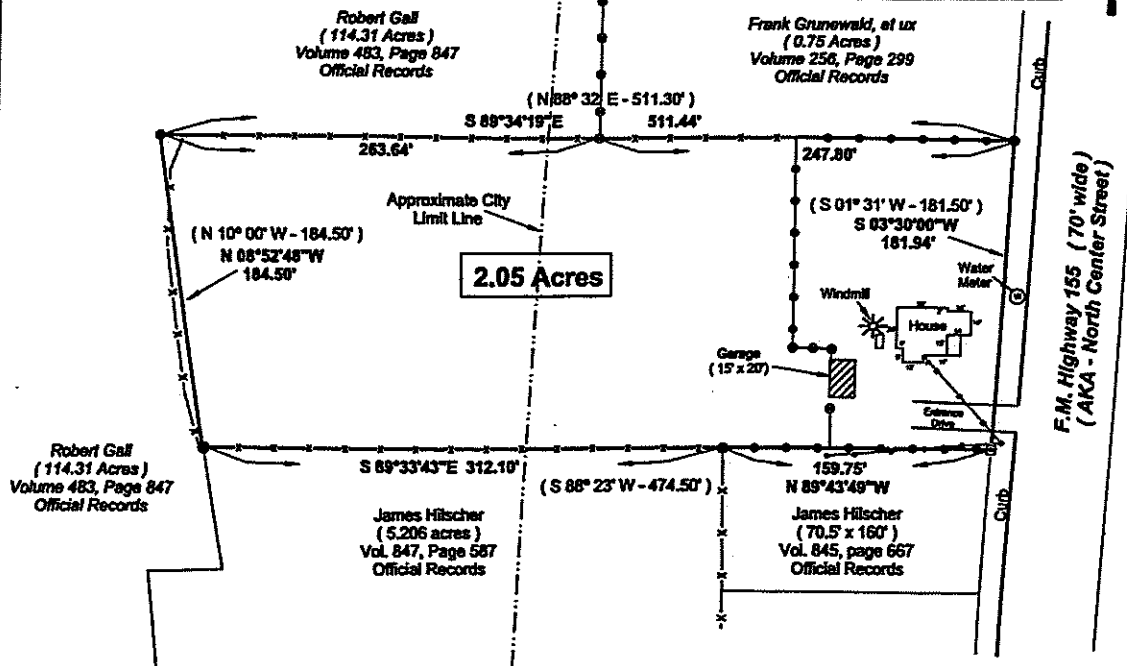 Robert Gall
( 114.31 Acres )
Volume 483, Page 847
Official Records
Frank Grunewald, et ux
( 0.75 Acres )
Volume 256, Page 299
Official Records
Curb
( N 88° 32' E - 511.30' )
S 89°34'19"E 511.44'
263.64'
247.80'
Approximate City
Limit Line
( S 01° 31' W - 181.50' )
S 03°30'00"W
181.94'
( N 10° 00' W - 184.50' )
N 08°52'48"W
184.50'
2.05 Acres
Water
Meter
Windmill
House
Garage
( 15' x 20' )
Entrance
Drive
F.M. Highway 155 ( 70' wide )
( AKA - North Center Street )
Robert Gall
( 114.31 Acres )
Volume 483, Page 847
Official Records
S 89°33'43"E 312.10'
( S 88° 23' W - 474.50' )
159.75'
N 89°43'49"W
James Hilscher
( 5.206 acres )
Vol. 847, Page 587
Official Records
James Hilscher
( 70.5' x 160' )
Vol. 845, page 667
Official Records
Curb